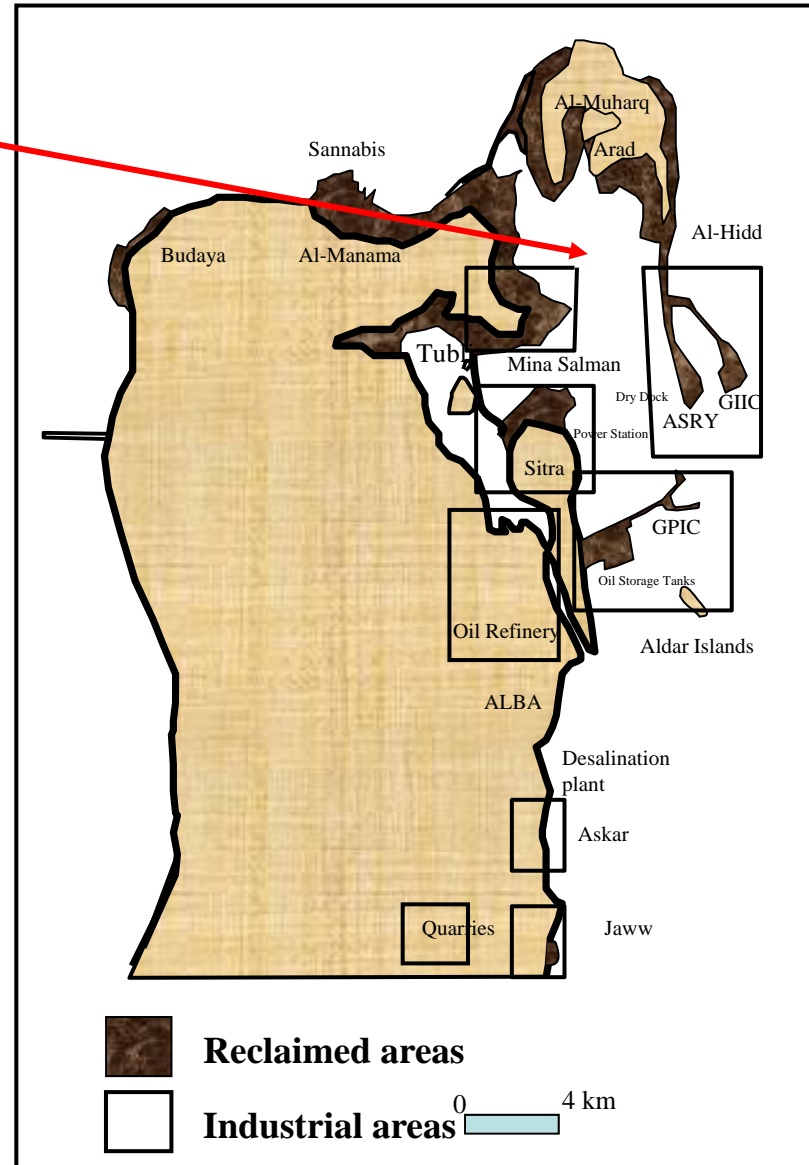 Al-Muharq
Arad
Sannabis
Al-Hidd
Budaya
Al-Manama
Tubli
Mina Salman
Dry Dock
GIIC
ASRY
Power Station
Sitra
GPIC
Oil Storage Tanks
Oil Refinery
Aldar Islands
ALBA
Desalination
plant
Askar
Quarries
Jaww
Reclaimed areas
0
4 km
Industrial areas